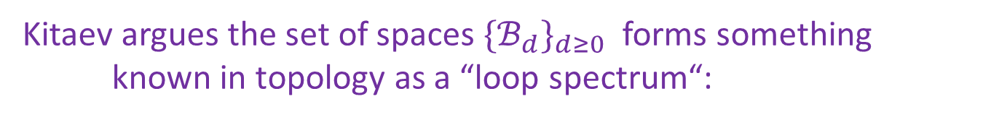 Kitaev argues the set of spaces {ℬ_d}_{d≥0} forms something
known in topology as a “loop spectrum“: